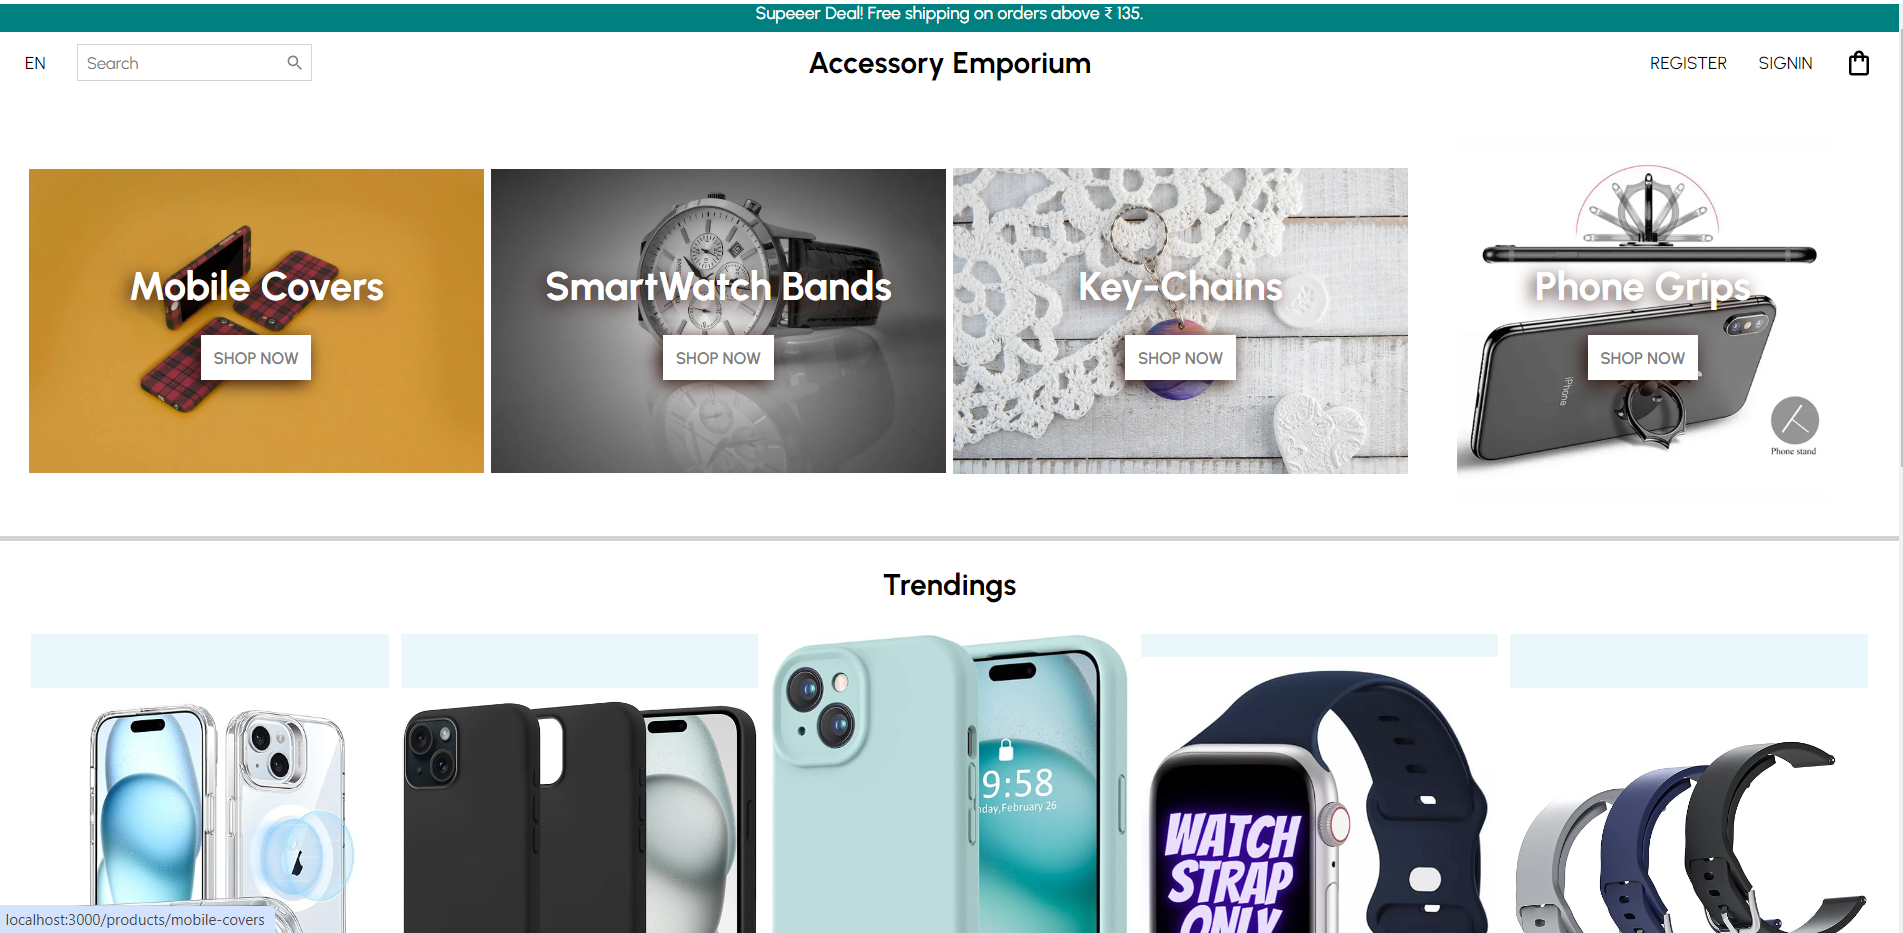 Supeeer Deal! Free shipping on orders above ₹ 135.
EN
Search
Accessory Emporium
REGISTER
SIGNIN
Mobile Covers
SHOP NOW
SmartWatch Bands
SHOP NOW
Key-Chains
SHOP NOW
Phone Grips
SHOP NOW
iPhone
Phone stand
Trendings
9:58
day,February 26
WATCH
STRAP
ONLY
localhost:3000/products/mobile-covers